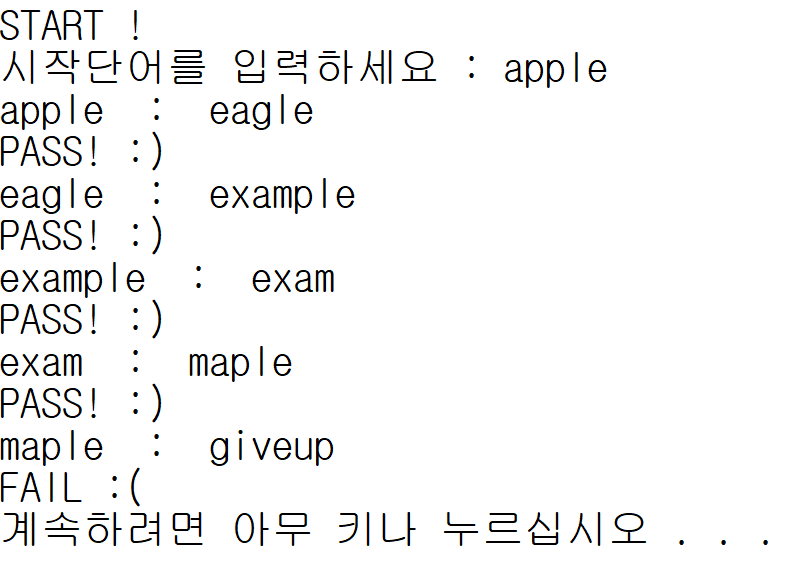 START !
시작단어를 입력하세요 : apple
apple  :  eagle
PASS! :)
eagle  :  example
PASS! :)
example  :  exam
PASS! :)
exam  :  maple
PASS! :)
maple  :  giveup
FAIL :(
계속하려면 아무 키나 누르십시오 . . .